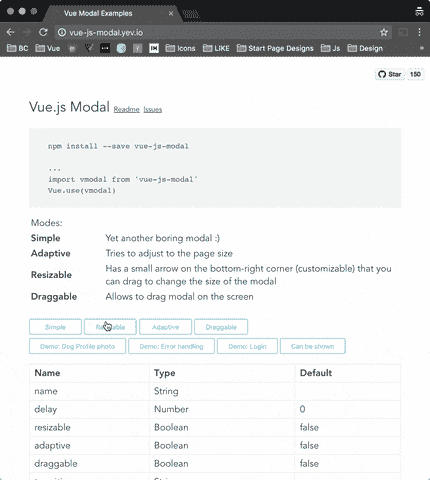 Vue Modal Examples
vue-js-modal.yev.io
BC Vue Icons LIKE Start Page Designs Js Design
Star 150
Vue.js Modal Readme Issues
npm install --save vue-js-modal
...
import vmodal from 'vue-js-modal'
Vue.use(vmodal)
Modes:
Simple Yet another boring modal :)
Adaptive Tries to adjust to the page size
Resizable Has a small arrow on the bottom-right corner (customizable) that you
can drag to change the size of the modal
Draggable Allows to drag modal on the screen
Simple Adaptive Draggable
Demo: Dog Profile photo Demo: Error handling Demo: Login Can be shown
Name Type Default
name String
delay Number 0
resizable Boolean false
adaptive Boolean false
draggable Boolean false